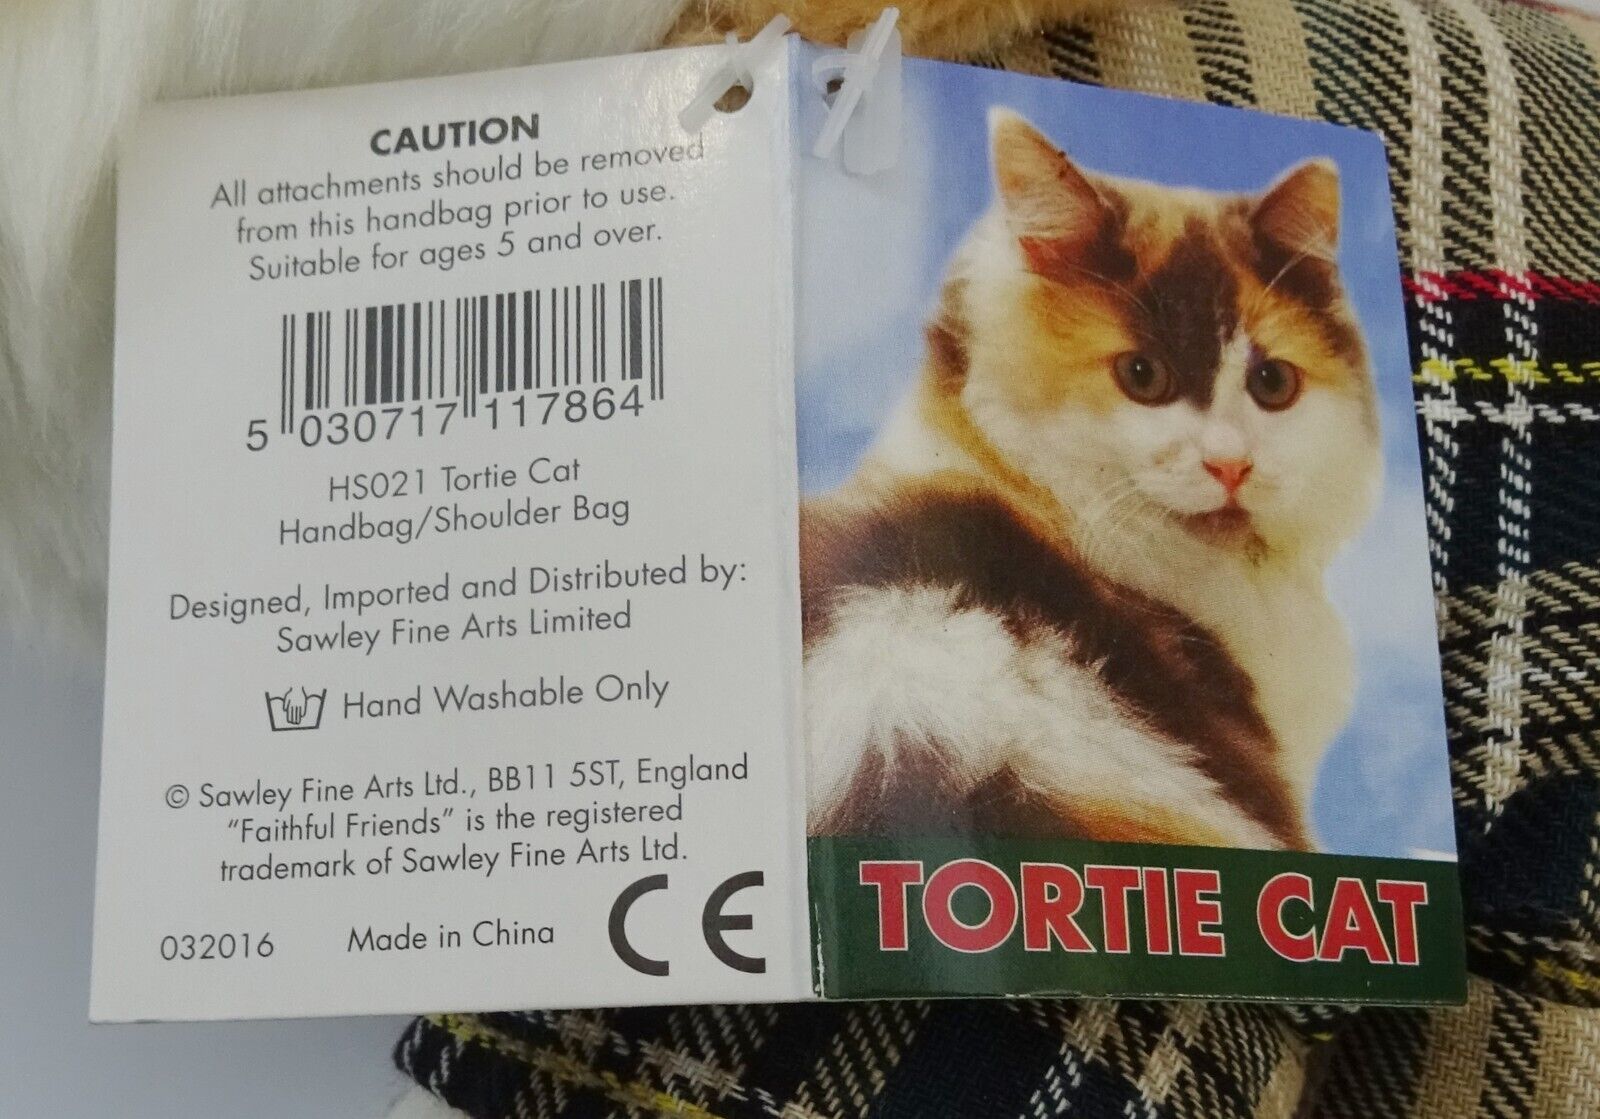 CAUTION
All attachments should be removed
from this handbag prior to use.
Suitable for ages 5 and over.
5 030717 117864
HS021 Tortie Cat
Handbag/Shoulder Bag
Designed, Imported and Distributed by:
Sawley Fine Arts Limited
Hand Washable Only
© Sawley Fine Arts Ltd., BB11 5ST, England
“Faithful Friends” is the registered
trademark of Sawley Fine Arts Ltd.
032016 Made in China CE
TORTIE CAT